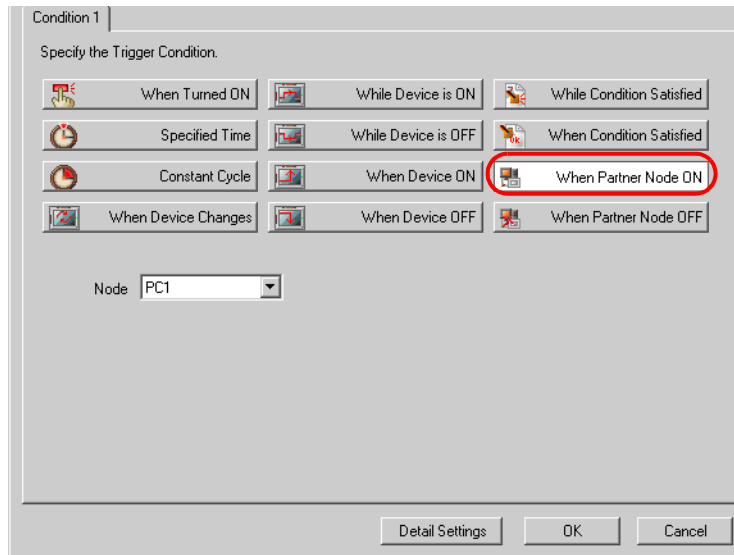 Condition 1
Specify the Trigger Condition.
When Turned ON
While Device is ON
While Condition Satisfied
Specified Time
While Device is OFF
When Condition Satisfied
Constant Cycle
When Device ON
When Partner Node ON
When Device Changes
When Device OFF
When Partner Node OFF
Node PC1
Detail Settings
OK
Cancel